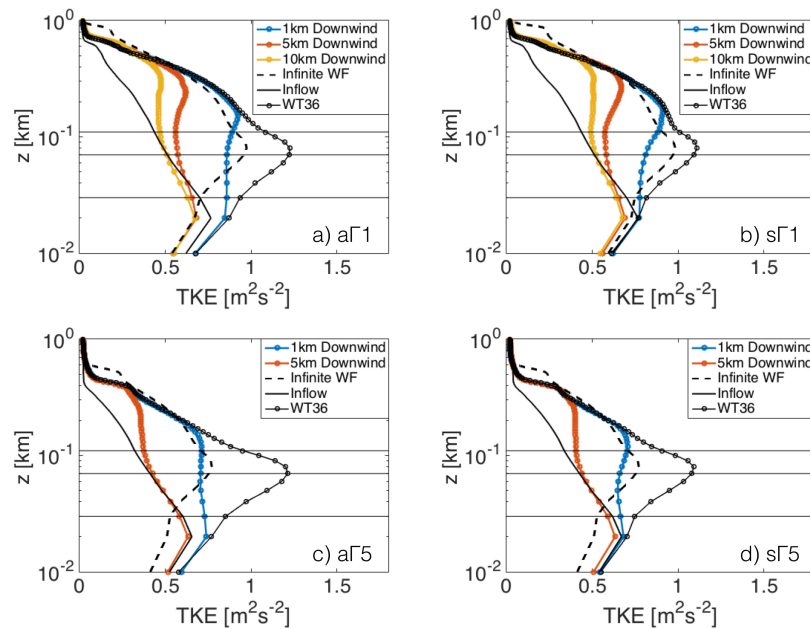 10⁰
1km Downwind
5km Downwind
10km Downwind
Infinite WF
Inflow
WT36
z [km]
10⁻¹
a) aΓ1
10⁻²
0 0.5 1 1.5
TKE [m²s⁻²]
10⁰
1km Downwind
5km Downwind
10km Downwind
Infinite WF
Inflow
WT36
z [km]
10⁻¹
b) sΓ1
10⁻²
0 0.5 1 1.5
TKE [m²s⁻²]
10⁰
1km Downwind
5km Downwind
Infinite WF
Inflow
WT36
z [km]
10⁻¹
c) aΓ5
10⁻²
0 0.5 1 1.5
TKE [m²s⁻²]
10⁰
1km Downwind
5km Downwind
Infinite WF
Inflow
WT36
z [km]
10⁻¹
d) sΓ5
10⁻²
0 0.5 1 1.5
TKE [m²s⁻²]